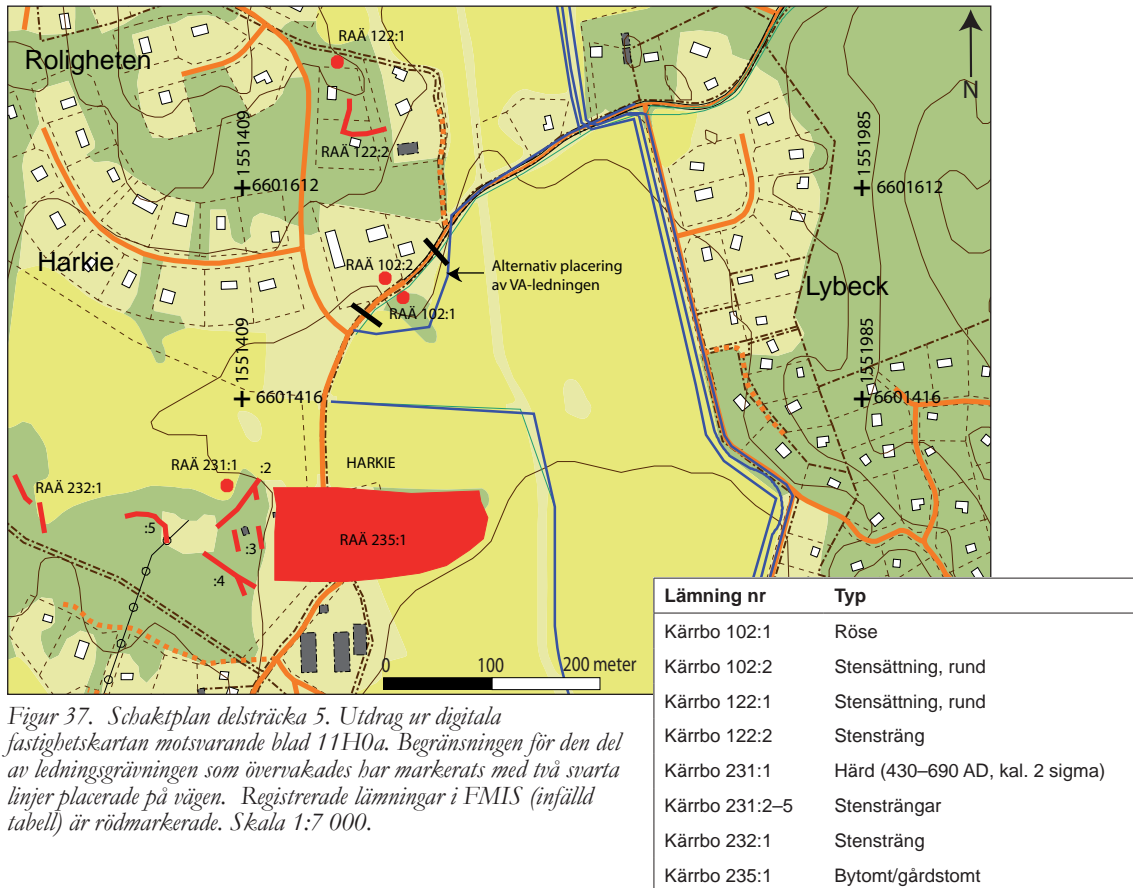 RAÄ 122:1
Roligheten
N
1551409
1551985
RAÄ 122:2
6601612
6601612
Harkie
RAÄ 102:2
Alternativ placering
av VA-ledningen
Lybeck
RAÄ 102:1
1551409
1551985
6601416
6601416
RAÄ 231:1
:2
HARKIE
RAÄ 232:1
:5
:3
RAÄ 235:1
:4
0 100 200 meter
Figur 37. Schaktplan delsträcka 5. Utdrag ur digitala
fastighetskartan motsvarande blad 11H0a. Begränsningen för den del
av ledningsgrävningen som övervakades har markerats med två svarta
linjer placerade på vägen. Registrerade lämningar i FMIS (infälld
tabell) är rödmarkerade. Skala 1:7 000.
Lämning nr Typ
Kärrbo 102:1 Röse
Kärrbo 102:2 Stensättning, rund
Kärrbo 122:1 Stensättning, rund
Kärrbo 122:2 Stensträng
Kärrbo 231:1 Härd (430–690 AD, kal. 2 sigma)
Kärrbo 231:2–5 Stensträngar
Kärrbo 232:1 Stensträng
Kärrbo 235:1 Bytomt/gårdstomt